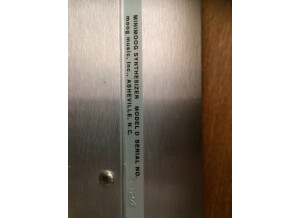 MINIMOOG SYNTHESIZER MODEL D SERIAL NO.
moog music, Inc., ASHEVILLE, N.C.